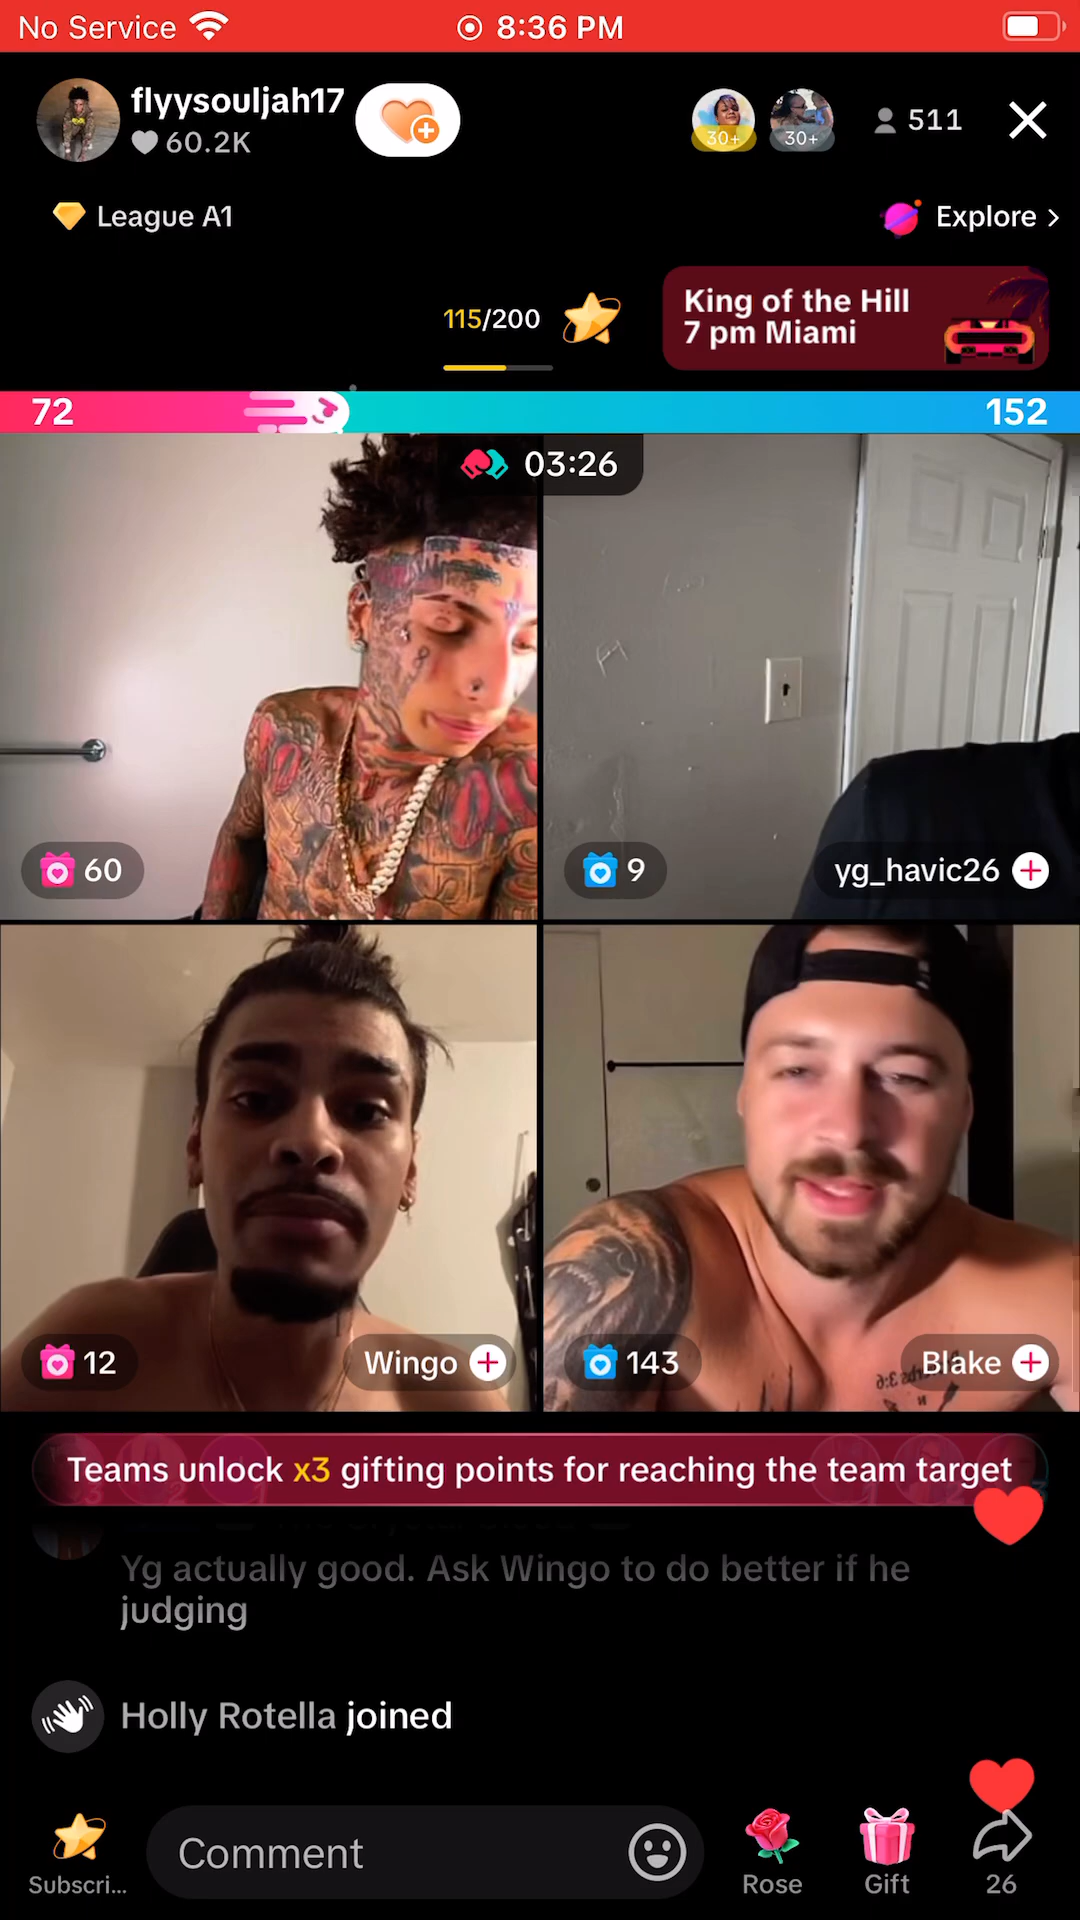 No Service
8:36 PM
flyysouljah17
60.2K
30+
30+
511
League A1
Explore
115/200
King of the Hill
7 pm Miami
72
152
03:26
60
9
yg_havic26
12
Wingo
143
Blake
Teams unlock x3 gifting points for reaching the team target
Yg actually good. Ask Wingo to do better if he
judging
Holly Rotella joined
Subscri...
Comment
Rose
Gift
26